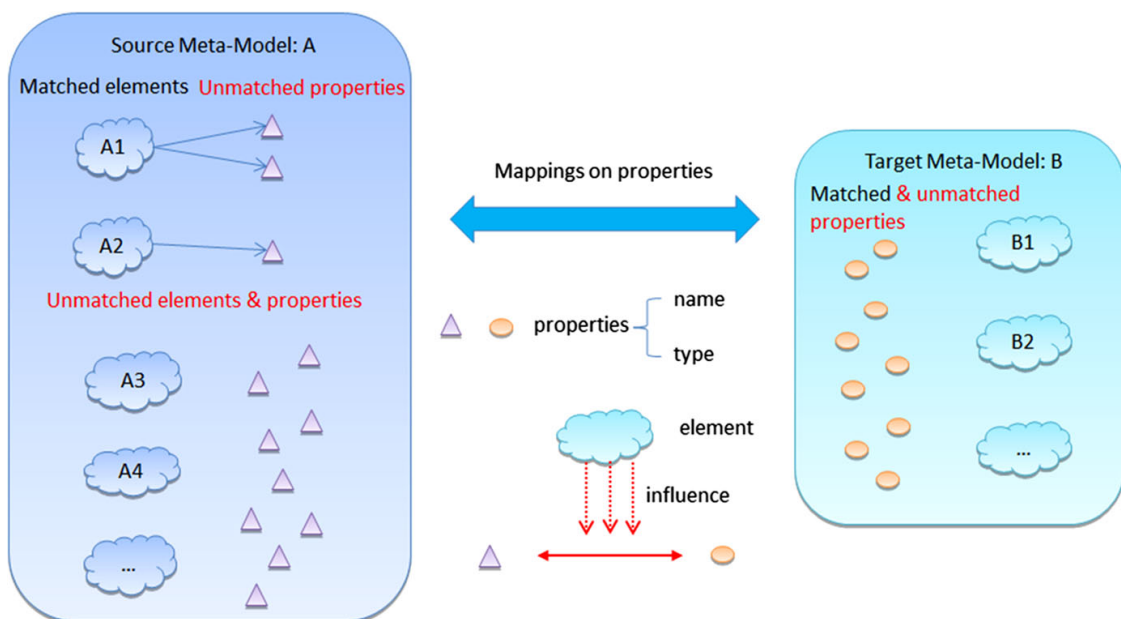 Source Meta-Model: A
Matched elements Unmatched properties
A1
A2
Unmatched elements & properties
A3
A4
...
Mappings on properties
properties
name
type
element
influence
Target Meta-Model: B
Matched & unmatched
properties
B1
B2
...